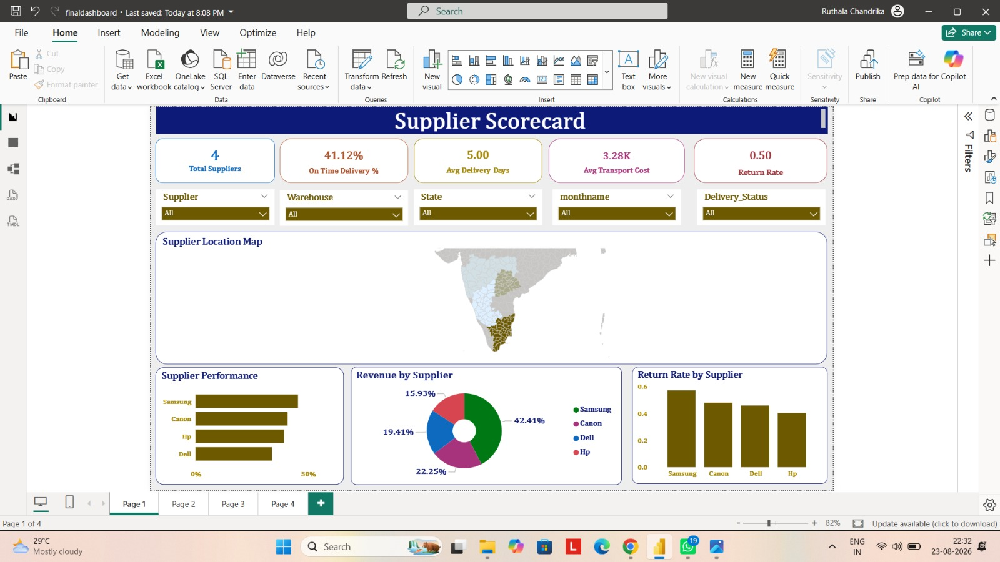 finaldashboard • Last saved: Today at 8:08 PM
Search
Ruthala Chandrika
File Home Insert Modeling View Optimize Help
Share
Paste
Cut
Copy
Format painter
Clipboard
Get data
Excel workbook
OneLake catalog
SQL Server
Enter data
Dataverse
Recent sources
Data
Transform data
Refresh
Queries
New visual
Text box
More visuals
Insert
New visual calculation
New measure
Quick measure
Calculations
Sensitivity
Sensitivity
Publish
Share
Prep data for AI
Copilot
Copilot
Supplier Scorecard
4
Total Suppliers
41.12%
On Time Delivery %
5.00
Avg Delivery Days
3.28K
Avg Transport Cost
0.50
Return Rate
Supplier
All
Warehouse
All
State
All
monthname
All
Delivery_Status
All
Filters
DAX
TMDL
Supplier Location Map
Supplier Performance
Samsung
Canon
Hp
Dell
0% 50%
Revenue by Supplier
15.93%
42.41%
19.41%
22.25%
Samsung
Canon
Dell
Hp
Return Rate by Supplier
0.6
0.4
0.2
0.0
Samsung Canon Dell Hp
Page 1 Page 2 Page 3 Page 4 +
Page 1 of 4
- + 82% Update available (click to download)
29°C
Mostly cloudy
Search
L
19
ENG
IN
22:32
23-08-2026